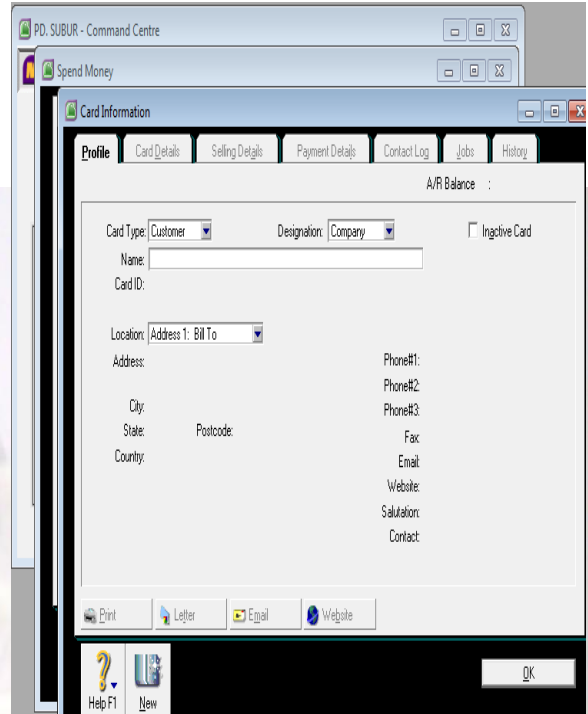 PD. SUBUR - Command Centre
Spend Money
Card Information
Profile Card Details Selling Details Payment Details Contact Log Jobs History
A/R Balance :
Card Type: Customer Designation: Company Inactive Card
Name:
Card ID:
Location: Address 1: Bill To
Address: Phone#1:
Phone#2:
City: Phone#3:
State: Postcode: Fax:
Country: Email:
Website:
Salutation:
Contact:
Print Letter Email Website
OK
Help F1 New